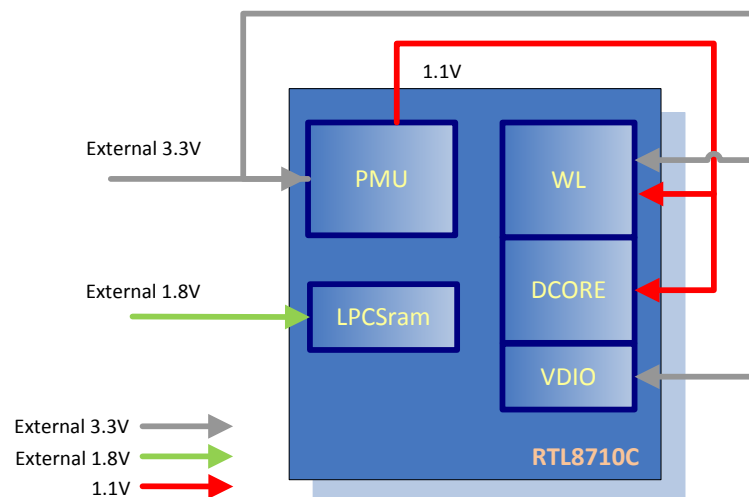 1.1V
External 3.3V
PMU
WL
External 1.8V
LPCSram
DCORE
VDIO
External 3.3V
External 1.8V
1.1V
RTL8710C